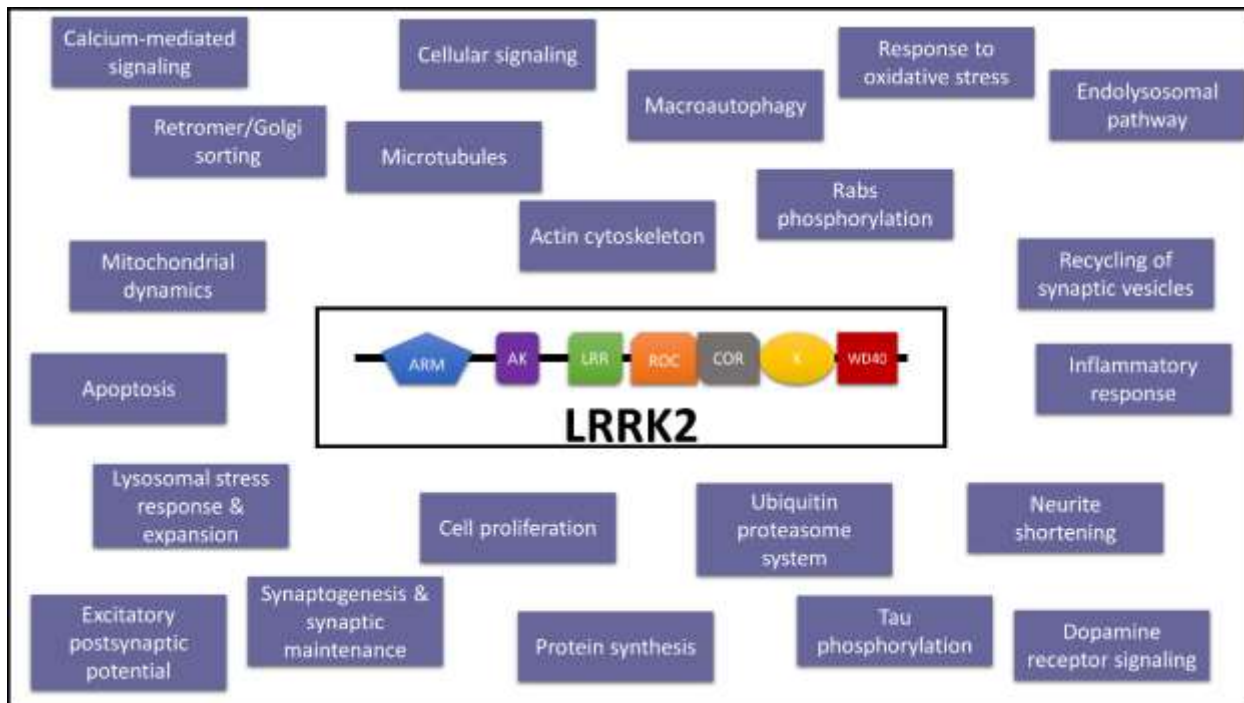 Calcium-mediated
signaling
Cellular signaling
Response to
oxidative stress
Macroautophagy
Endolysosomal
pathway
Retromer/Golgi
sorting
Microtubules
Rabs
phosphorylation
Actin cytoskeleton
Mitochondrial
dynamics
Recycling of
synaptic vesicles
ARM
AK
LRR
ROC
COR
K
WD40
LRRK2
Apoptosis
Inflammatory
response
Lysosomal stress
response &
expansion
Cell proliferation
Ubiquitin
proteasome
system
Neurite
shortening
Excitatory
postsynaptic
potential
Synaptogenesis &
synaptic
maintenance
Protein synthesis
Tau
phosphorylation
Dopamine
receptor signaling